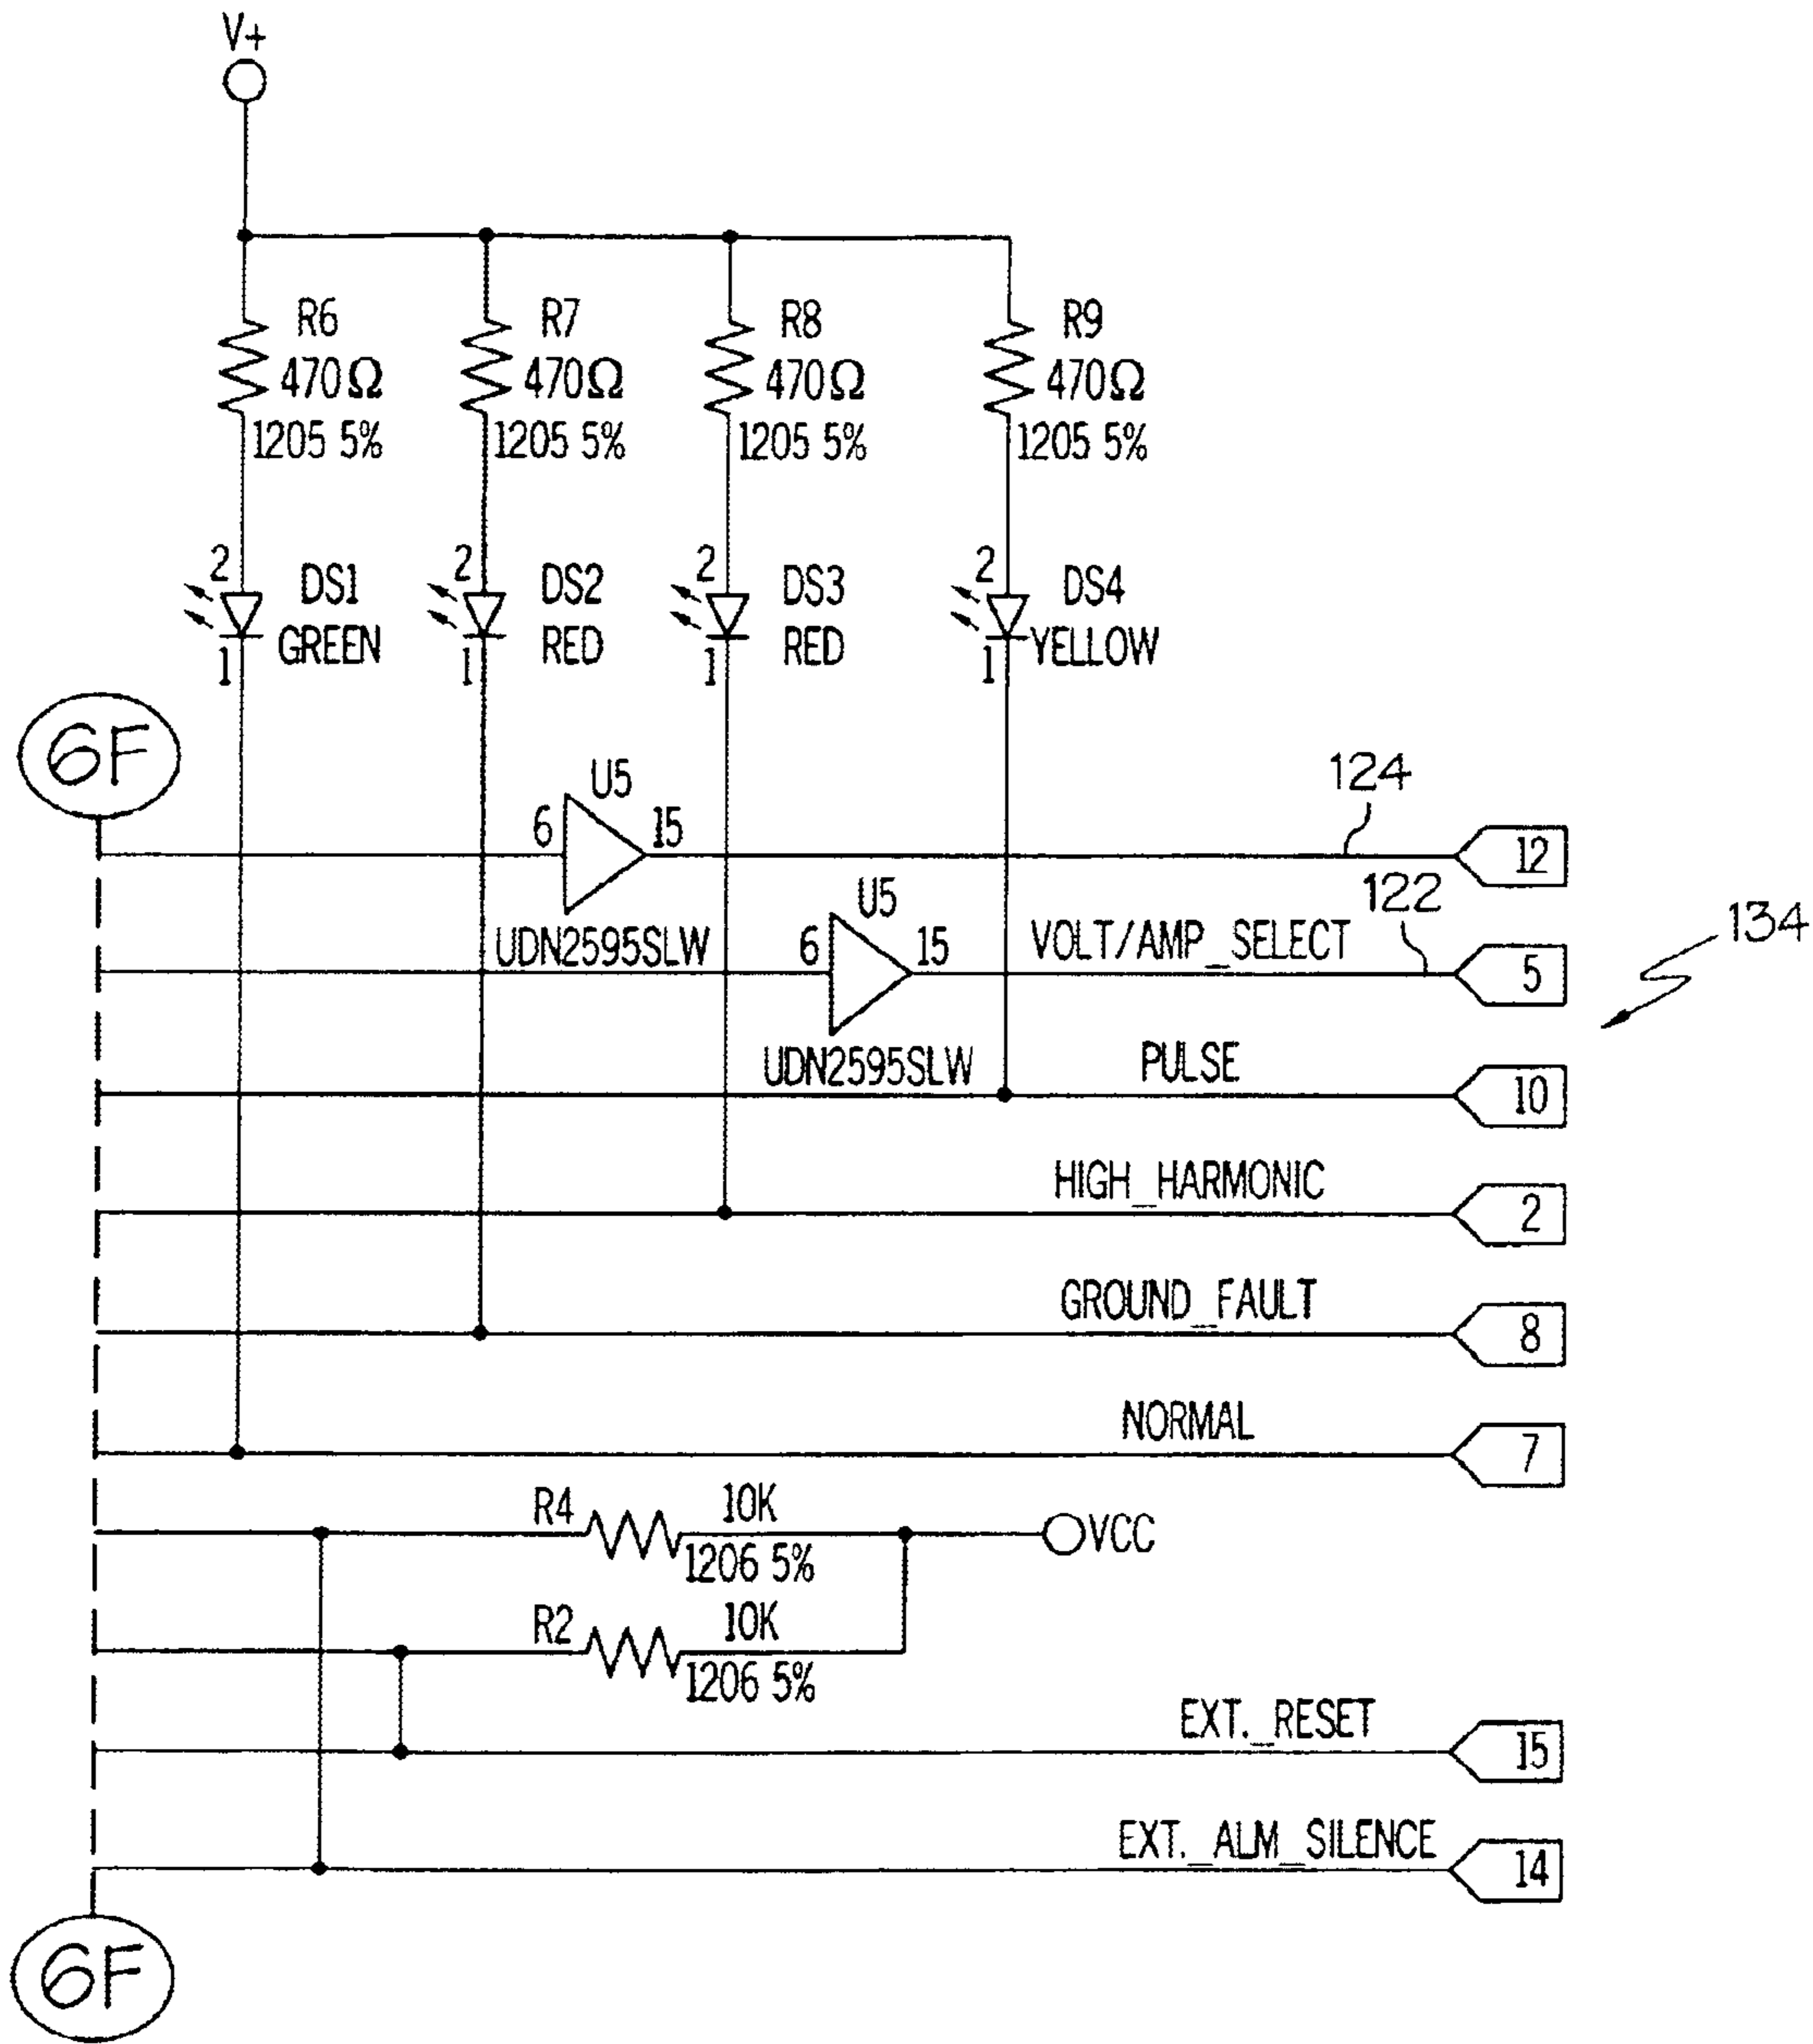 V+
R6
470Ω
1205 5%
R7
470Ω
1205 5%
R8
470Ω
1205 5%
R9
470Ω
1205 5%
2
DS1
GREEN
1
2
DS2
RED
1
2
DS3
RED
1
2
DS4
YELLOW
1
6F
6
U5
15
UDN2595SLW
124
12
6
U5
15
UDN2595SLW
VOLT/AMP_SELECT
122
5
134
PULSE
10
HIGH_HARMONIC
2
GROUND_FAULT
8
NORMAL
7
R4
10K
1206 5%
VCC
R2
10K
1206 5%
EXT._RESET
15
EXT._ALM_SILENCE
14
6F